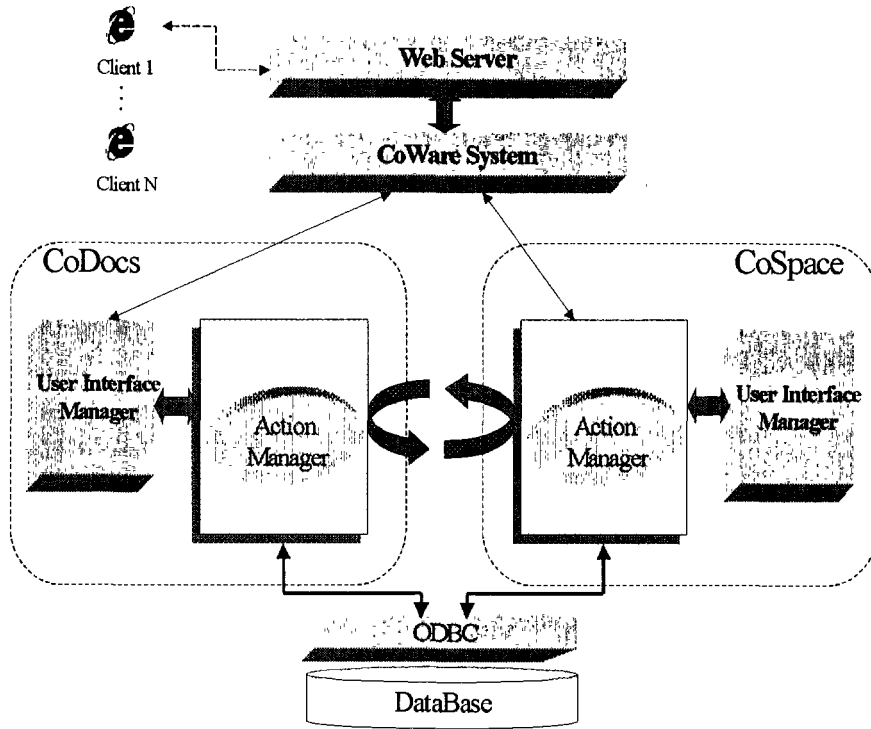 Client 1
Client N
Web Server
CoWare System
CoDocs
CoSpace
User Interface
Manager
Action
Manager
Action
Manager
User Interface
Manager
ODBC
DataBase